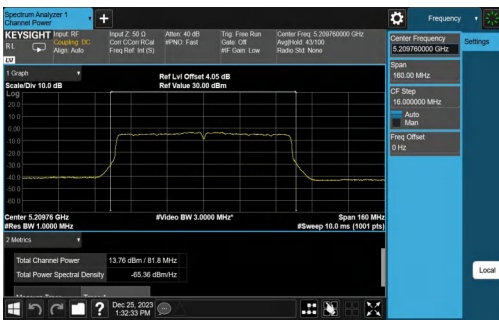 Spectrum Analyzer 1
Channel Power
Frequency
KEYSIGHT
Input: RF
Coupling: DC
Align: Auto
Input Z: 50 Ω
Corr CCorr RCal
Freq Ref: Int (S)
Atten: 40 dB
#PNO: Fast
Trig: Free Run
Gate: Off
#IF Gain: Low
Center Freq: 5.209760000 GHz
Avg|Hold: 43/100
Radio Std: None
R L
Center Frequency
5.209760000 GHz
Settings
Span
160.00 MHz
CF Step
16.000000 MHz
Auto
Man
Freq Offset
0 Hz
Local
1 Graph
Scale/Div 10.0 dB
Ref Lvl Offset 4.05 dB
Ref Value 30.00 dBm
Log
20.0
10.0
0.00
-10.0
-20.0
-30.0
-40.0
-50.0
-60.0
Center 5.20976 GHz
#Res BW 1.0000 MHz
#Video BW 3.0000 MHz*
Span 160 MHz
#Sweep 10.0 ms (1001 pts)
2 Metrics
Total Channel Power 13.76 dBm / 81.8 MHz
Total Power Spectral Density -65.36 dBm/Hz
?
Dec 25, 2023
1:32:33 PM